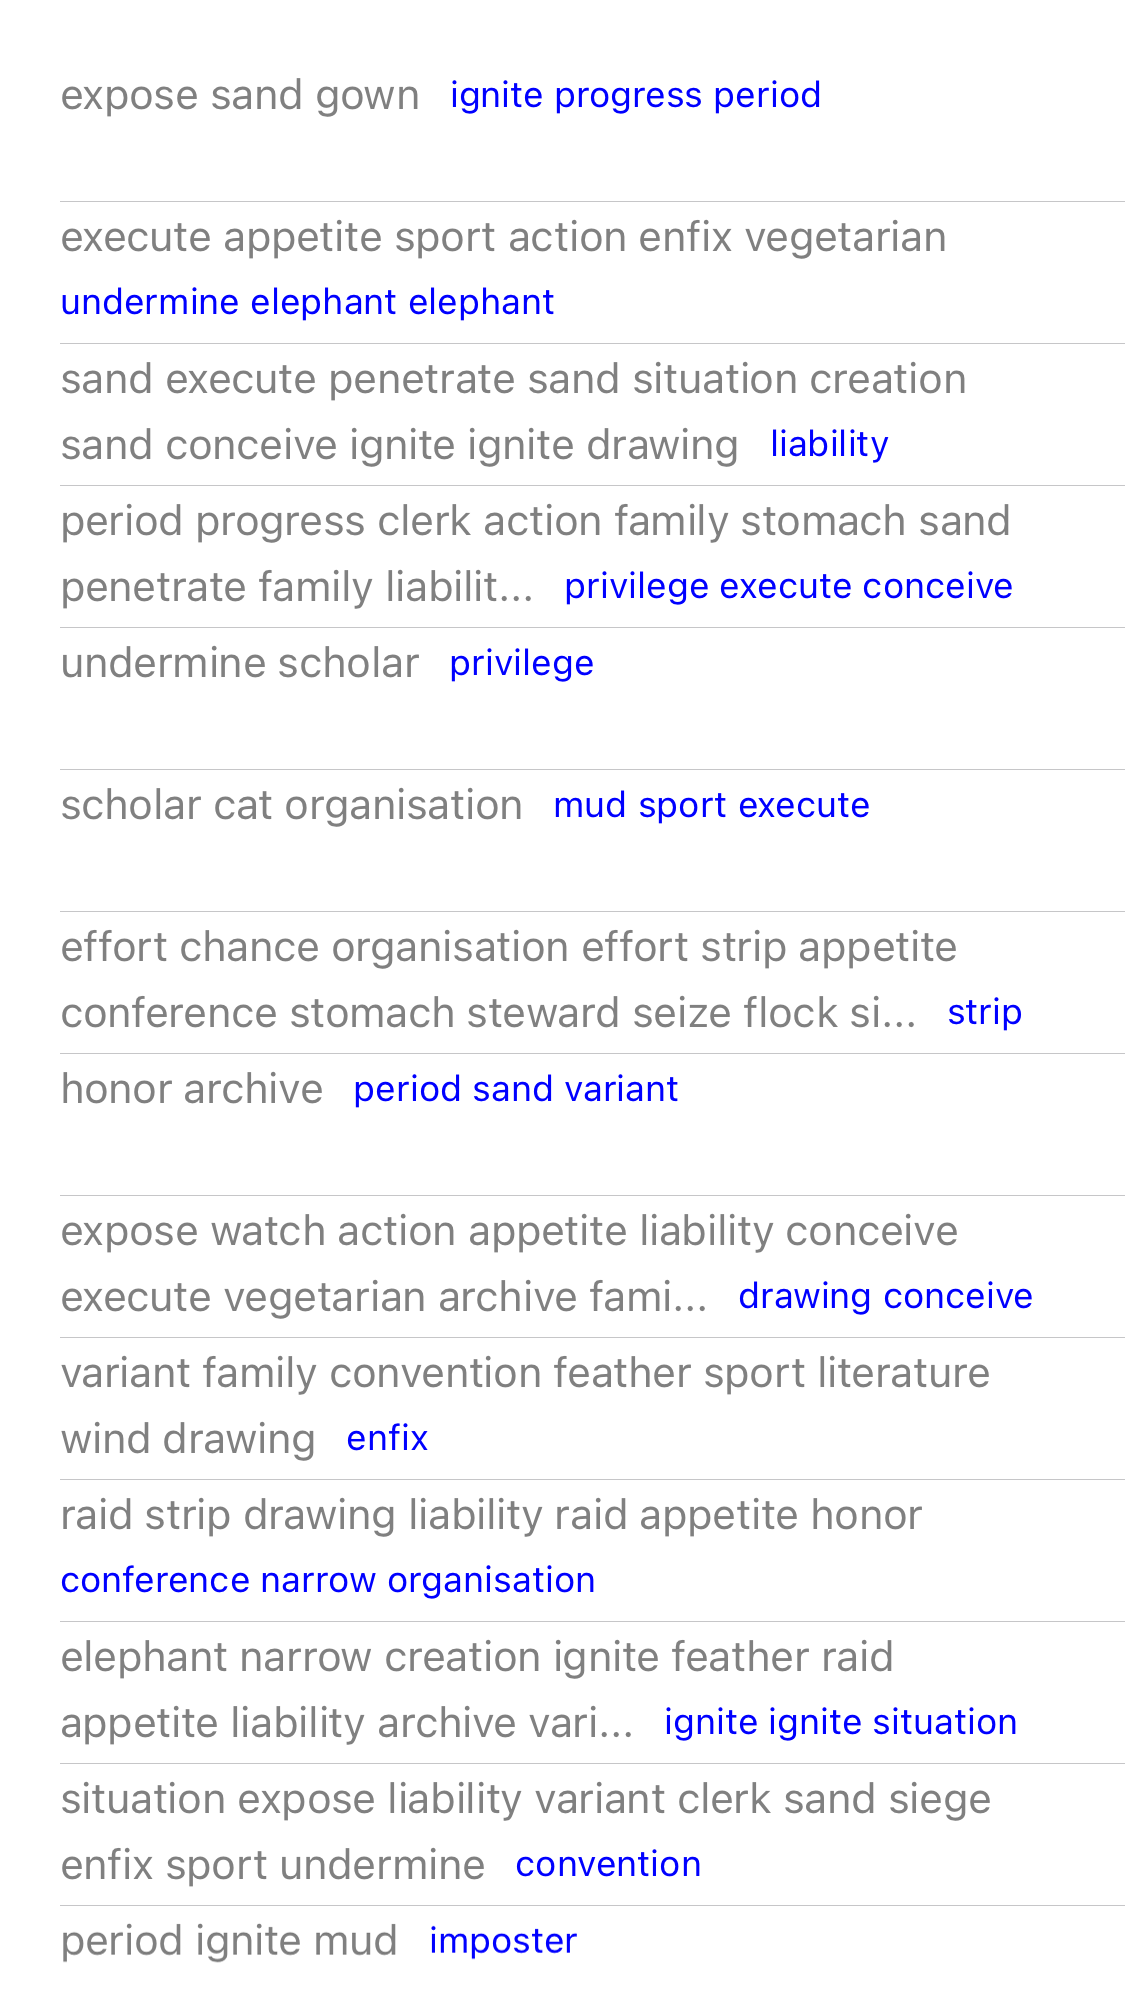 expose sand gown ignite progress period
execute appetite sport action enfix vegetarian
undermine elephant elephant
sand execute penetrate sand situation creation
sand conceive ignite ignite drawing liability
period progress clerk action family stomach sand
penetrate family liabilit... privilege execute conceive
undermine scholar privilege
scholar cat organisation mud sport execute
effort chance organisation effort strip appetite
conference stomach steward seize flock si... strip
honor archive period sand variant
expose watch action appetite liability conceive
execute vegetarian archive fami... drawing conceive
variant family convention feather sport literature
wind drawing enfix
raid strip drawing liability raid appetite honor
conference narrow organisation
elephant narrow creation ignite feather raid
appetite liability archive vari... ignite ignite situation
situation expose liability variant clerk sand siege
enfix sport undermine convention
period ignite mud imposter